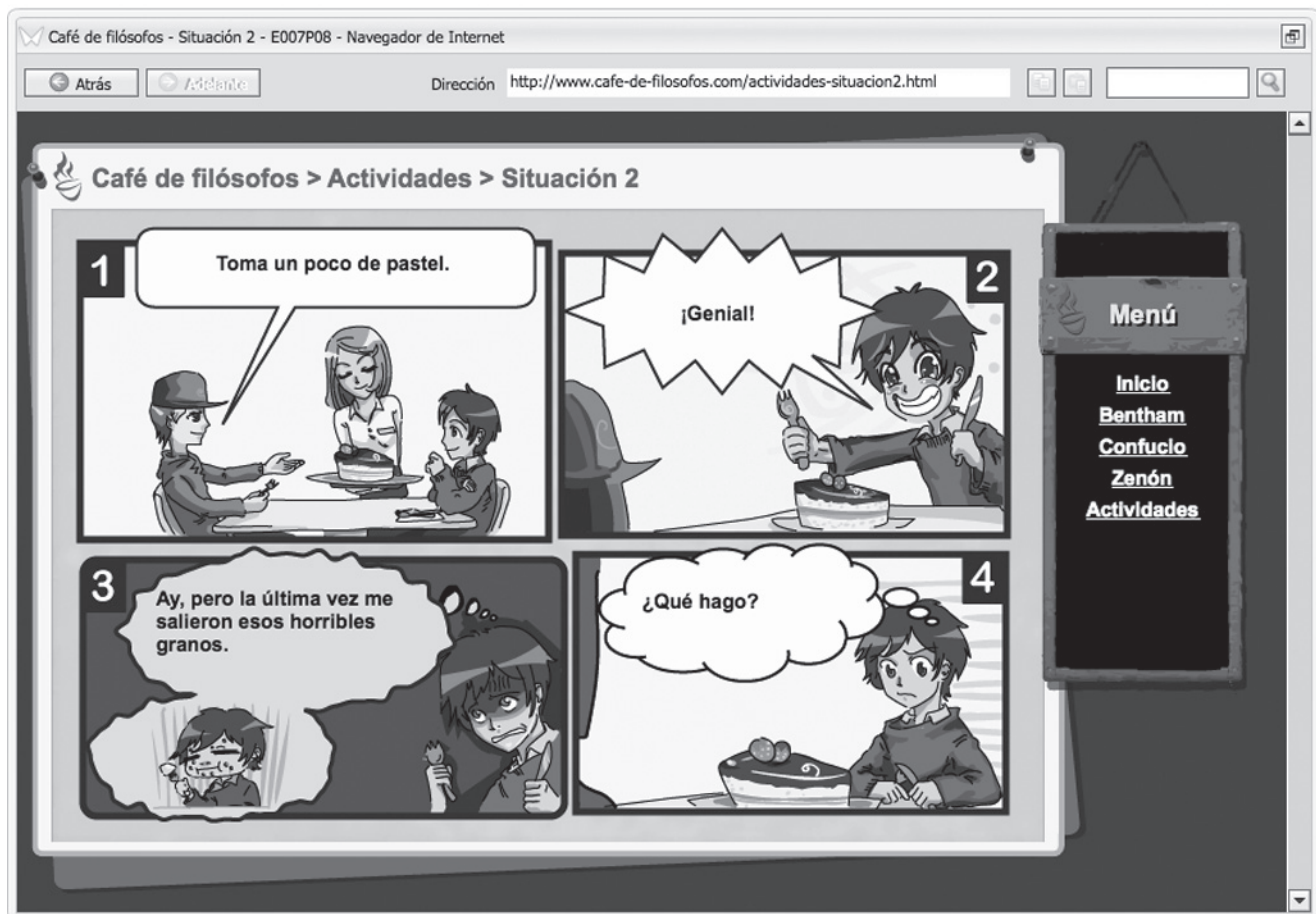 Café de filósofos - Situación 2 - E007P08 - Navegador de Internet
Atrás
Adelante
Dirección
http://www.cafe-de-filosofos.com/actividades-situacion2.html
Café de filósofos > Actividades > Situación 2
1
Toma un poco de pastel.
2
¡Genial!
3
Ay, pero la última vez me
salieron esos horribles
granos.
4
¿Qué hago?
Menú
Inicio
Bentham
Confucio
Zenón
Actividades